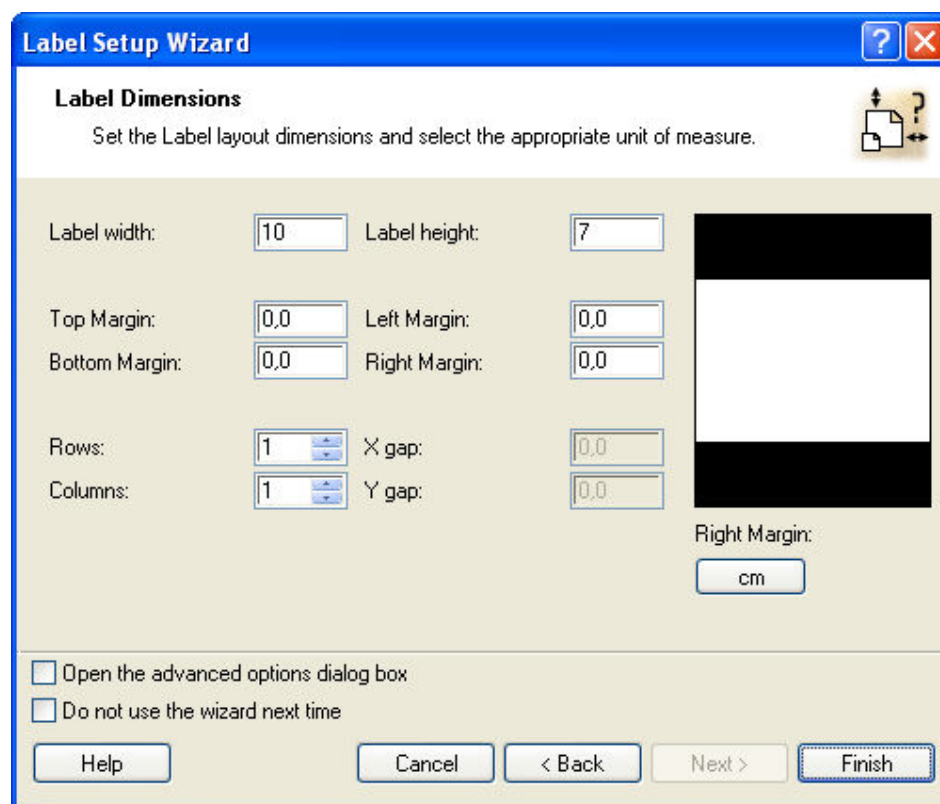 Label Setup Wizard
Label Dimensions
Set the Label layout dimensions and select the appropriate unit of measure.
Label width: 10 Label height: 7
Top Margin: 0,0 Left Margin: 0,0
Bottom Margin: 0,0 Right Margin: 0,0
Rows: 1 X gap: 0,0
Columns: 1 Y gap: 0,0
Right Margin:
cm
Open the advanced options dialog box
Do not use the wizard next time
Help Cancel < Back Next > Finish